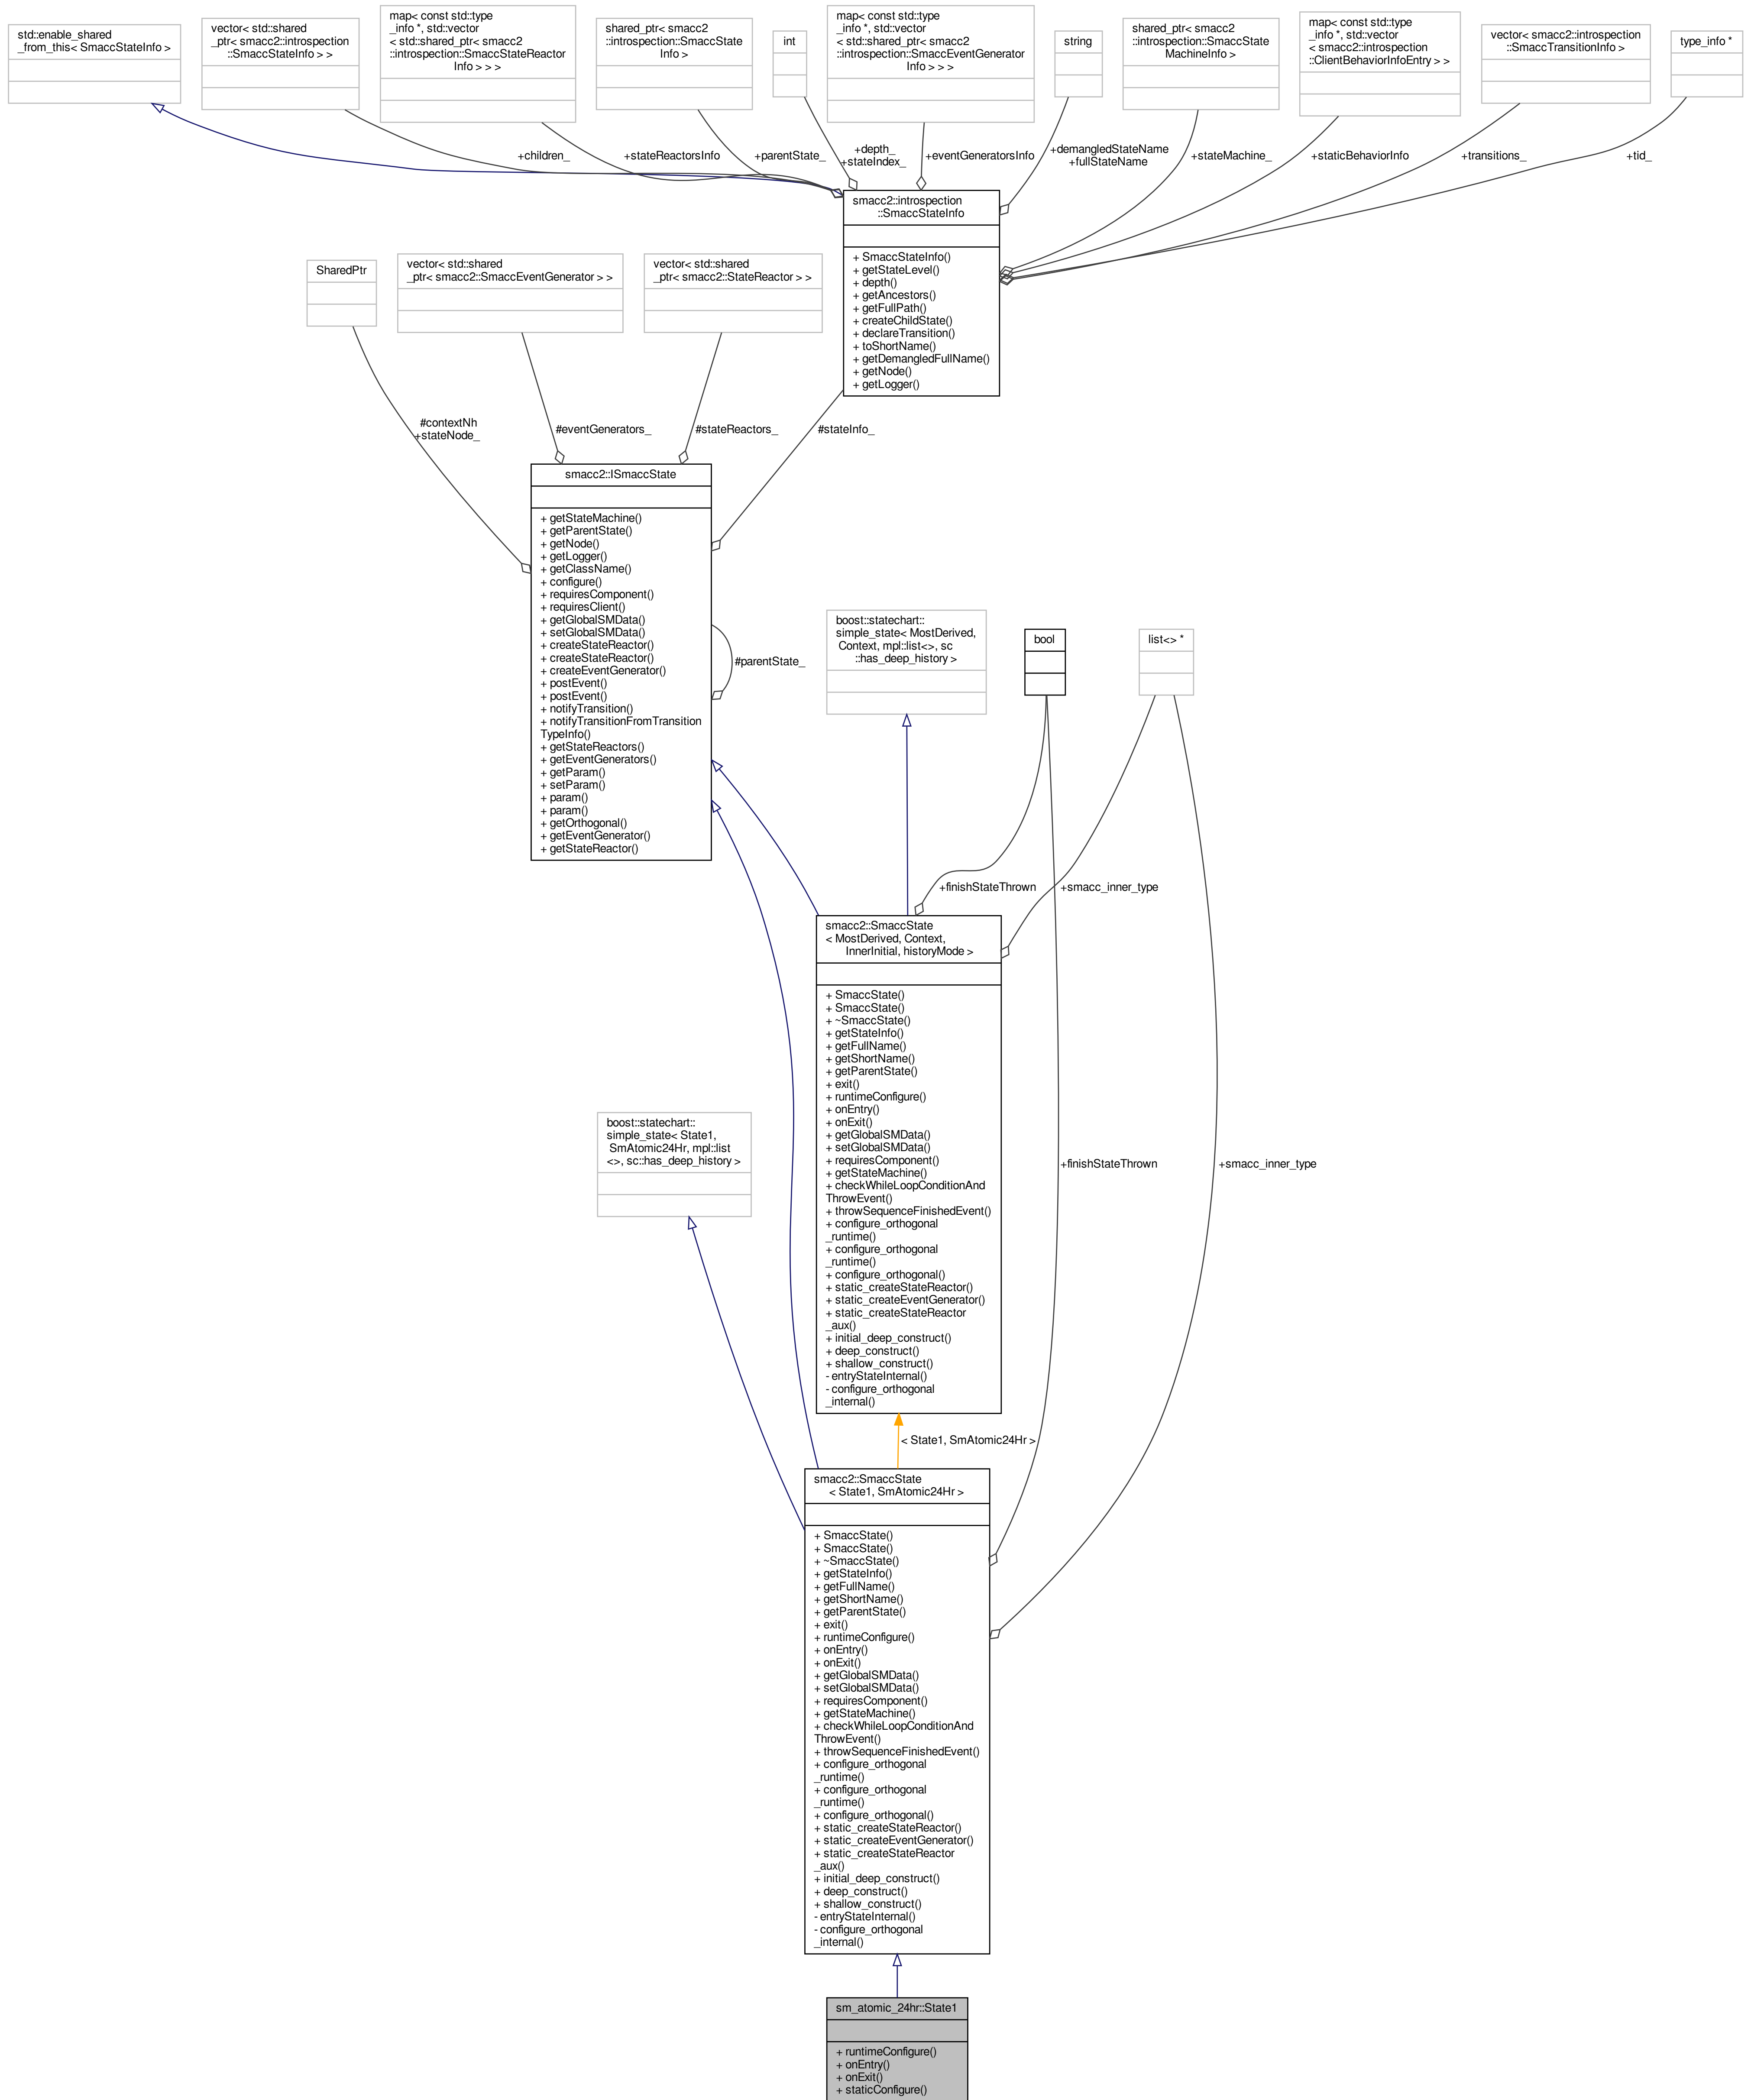 std::enable_shared
_from_this< SmaccStateInfo >
vector< std::shared
_ptr< smacc2::introspection
::SmaccStateInfo > >
map< const std::type
_info *, std::vector
< std::shared_ptr< smacc2
::introspection::SmaccStateReactor
Info > > >
shared_ptr< smacc2
::introspection::SmaccState
Info >
int
map< const std::type
_info *, std::vector
< std::shared_ptr< smacc2
::introspection::SmaccEventGenerator
Info > > >
string
shared_ptr< smacc2
::introspection::SmaccState
MachineInfo >
map< const std::type
_info *, std::vector
< smacc2::introspection
::ClientBehaviorInfoEntry > >
vector< smacc2::introspection
::SmaccTransitionInfo >
type_info *
+children_
+stateReactorsInfo
+parentState_
+depth_
+stateIndex_
+eventGeneratorsInfo
+demangledStateName
+fullStateName
+stateMachine_
+staticBehaviorInfo
+transitions_
+tid_
smacc2::introspection
::SmaccStateInfo
+ SmaccStateInfo()
+ getStateLevel()
+ depth()
+ getAncestors()
+ getFullPath()
+ createChildState()
+ declareTransition()
+ toShortName()
+ getDemangledFullName()
+ getNode()
+ getLogger()
SharedPtr
vector< std::shared
_ptr< smacc2::SmaccEventGenerator > >
vector< std::shared
_ptr< smacc2::StateReactor > >
#contextNh
+stateNode_
#eventGenerators_
#stateReactors_
#stateInfo_
smacc2::ISmaccState
+ getStateMachine()
+ getParentState()
+ getNode()
+ getLogger()
+ getClassName()
+ configure()
+ requiresComponent()
+ requiresClient()
+ getGlobalSMData()
+ setGlobalSMData()
+ createStateReactor()
+ createStateReactor()
+ createEventGenerator()
+ postEvent()
+ postEvent()
+ notifyTransition()
+ notifyTransitionFromTransition
TypeInfo()
+ getStateReactors()
+ getEventGenerators()
+ getParam()
+ setParam()
+ param()
+ param()
+ getOrthogonal()
+ getEventGenerator()
+ getStateReactor()
#parentState_
boost::statechart::
simple_state< MostDerived,
Context, mpl::list<>, sc
::has_deep_history >
bool
list<> *
+finishStateThrown
+smacc_inner_type
smacc2::SmaccState
< MostDerived, Context,
InnerInitial, historyMode >
+ SmaccState()
+ SmaccState()
+ ~SmaccState()
+ getStateInfo()
+ getFullName()
+ getShortName()
+ getParentState()
+ exit()
+ runtimeConfigure()
+ onEntry()
+ onExit()
+ getGlobalSMData()
+ setGlobalSMData()
+ requiresComponent()
+ getStateMachine()
+ checkWhileLoopConditionAnd
ThrowEvent()
+ throwSequenceFinishedEvent()
+ configure_orthogonal
_runtime()
+ configure_orthogonal
_runtime()
+ configure_orthogonal()
+ static_createStateReactor()
+ static_createEventGenerator()
+ static_createStateReactor
_aux()
+ initial_deep_construct()
+ deep_construct()
+ shallow_construct()
- entryStateInternal()
- configure_orthogonal
_internal()
boost::statechart::
simple_state< State1,
SmAtomic24Hr, mpl::list
<>, sc::has_deep_history >
+finishStateThrown
+smacc_inner_type
< State1, SmAtomic24Hr >
smacc2::SmaccState
< State1, SmAtomic24Hr >
+ SmaccState()
+ SmaccState()
+ ~SmaccState()
+ getStateInfo()
+ getFullName()
+ getShortName()
+ getParentState()
+ exit()
+ runtimeConfigure()
+ onEntry()
+ onExit()
+ getGlobalSMData()
+ setGlobalSMData()
+ requiresComponent()
+ getStateMachine()
+ checkWhileLoopConditionAnd
ThrowEvent()
+ throwSequenceFinishedEvent()
+ configure_orthogonal
_runtime()
+ configure_orthogonal
_runtime()
+ configure_orthogonal()
+ static_createStateReactor()
+ static_createEventGenerator()
+ static_createStateReactor
_aux()
+ initial_deep_construct()
+ deep_construct()
+ shallow_construct()
- entryStateInternal()
- configure_orthogonal
_internal()
sm_atomic_24hr::State1
+ runtimeConfigure()
+ onEntry()
+ onExit()
+ staticConfigure()